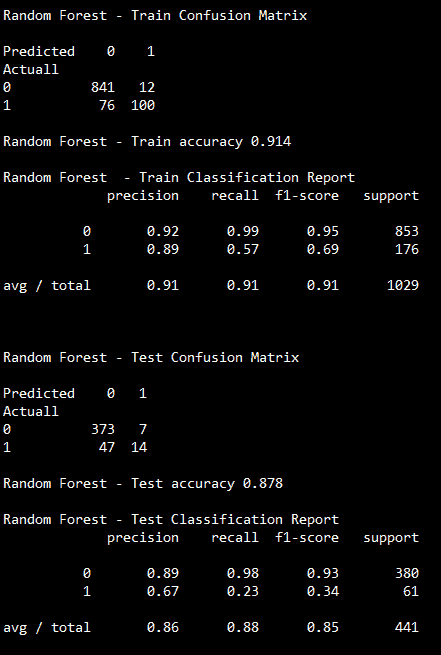 Random Forest - Train Confusion Matrix
Predicted 0 1
Actuall
0 841 12
1 76 100
Random Forest - Train accuracy 0.914
Random Forest  - Train Classification Report
precision recall f1-score support
0 0.92 0.99 0.95 853
1 0.89 0.57 0.69 176
avg / total 0.91 0.91 0.91 1029
Random Forest - Test Confusion Matrix
Predicted 0 1
Actuall
0 373 7
1 47 14
Random Forest - Test accuracy 0.878
Random Forest - Test Classification Report
precision recall f1-score support
0 0.89 0.98 0.93 380
1 0.67 0.23 0.34 61
avg / total 0.86 0.88 0.85 441